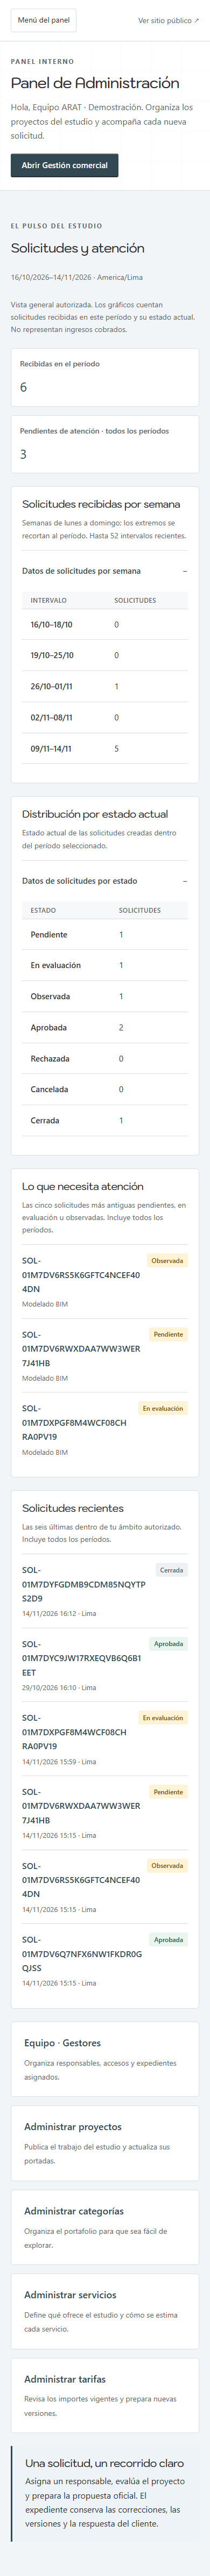 Menú del panel
Ver sitio público ↗
PANEL INTERNO
Panel de Administración
Hola, Equipo ARAT · Demostración. Organiza los
proyectos del estudio y acompaña cada nueva
solicitud.
Abrir Gestión comercial
EL PULSO DEL ESTUDIO
Solicitudes y atención
16/10/2026–14/11/2026 · America/Lima
Vista general autorizada. Los gráficos cuentan
solicitudes recibidas en este período y su estado actual.
No representan ingresos cobrados.
Recibidas en el período
6
Pendientes de atención · todos los períodos
3
Solicitudes recibidas por semana
Semanas de lunes a domingo; los extremos se
recortan al período. Hasta 52 intervalos recientes.
Datos de solicitudes por semana −
INTERVALO SOLICITUDES
16/10–18/10 0
19/10–25/10 0
26/10–01/11 1
02/11–08/11 0
09/11–14/11 5
Distribución por estado actual
Estado actual de las solicitudes creadas dentro
del período seleccionado.
Datos de solicitudes por estado −
ESTADO SOLICITUDES
Pendiente 1
En evaluación 1
Observada 1
Aprobada 2
Rechazada 0
Cancelada 0
Cerrada 1
Lo que necesita atención
Las cinco solicitudes más antiguas pendientes, en
evaluación u observadas. Incluye todos los
períodos.
SOL- Observada
01M7DV6RS5K6GFTC4NCEF40
4DN
Modelado BIM
SOL- Pendiente
01M7DV6RWXDAA7WW3WER
7J41HB
Modelado BIM
SOL- En evaluación
01M7DXPGF8M4WCF08CH
RA0PV19
Modelado BIM
Solicitudes recientes
Las seis últimas dentro de tu ámbito autorizado.
Incluye todos los períodos.
SOL- Cerrada
01M7DYFGDMB9CDM85NQYTP
S2D9
14/11/2026 16:12 · Lima
SOL- Aprobada
01M7DYC9JW17RXEQVB6Q6B1
EET
29/10/2026 16:10 · Lima
SOL- En evaluación
01M7DXPGF8M4WCF08CH
RA0PV19
14/11/2026 15:59 · Lima
SOL- Pendiente
01M7DV6RWXDAA7WW3WER
7J41HB
14/11/2026 15:15 · Lima
SOL- Observada
01M7DV6RS5K6GFTC4NCEF40
4DN
14/11/2026 15:15 · Lima
SOL- Aprobada
01M7DV6Q7NFX6NW1FKDR0G
QJSS
14/11/2026 15:15 · Lima
Equipo · Gestores
Organiza responsables, accesos y expedientes
asignados.
Administrar proyectos
Publica el trabajo del estudio y actualiza sus
portadas.
Administrar categorías
Organiza el portafolio para que sea fácil de
explorar.
Administrar servicios
Define qué ofrece el estudio y cómo se estima
cada servicio.
Administrar tarifas
Revisa los importes vigentes y prepara nuevas
versiones.
Una solicitud, un recorrido claro
Asigna un responsable, evalúa el proyecto
y prepara la propuesta oficial. El
expediente conserva las correcciones, las
versiones y la respuesta del cliente.